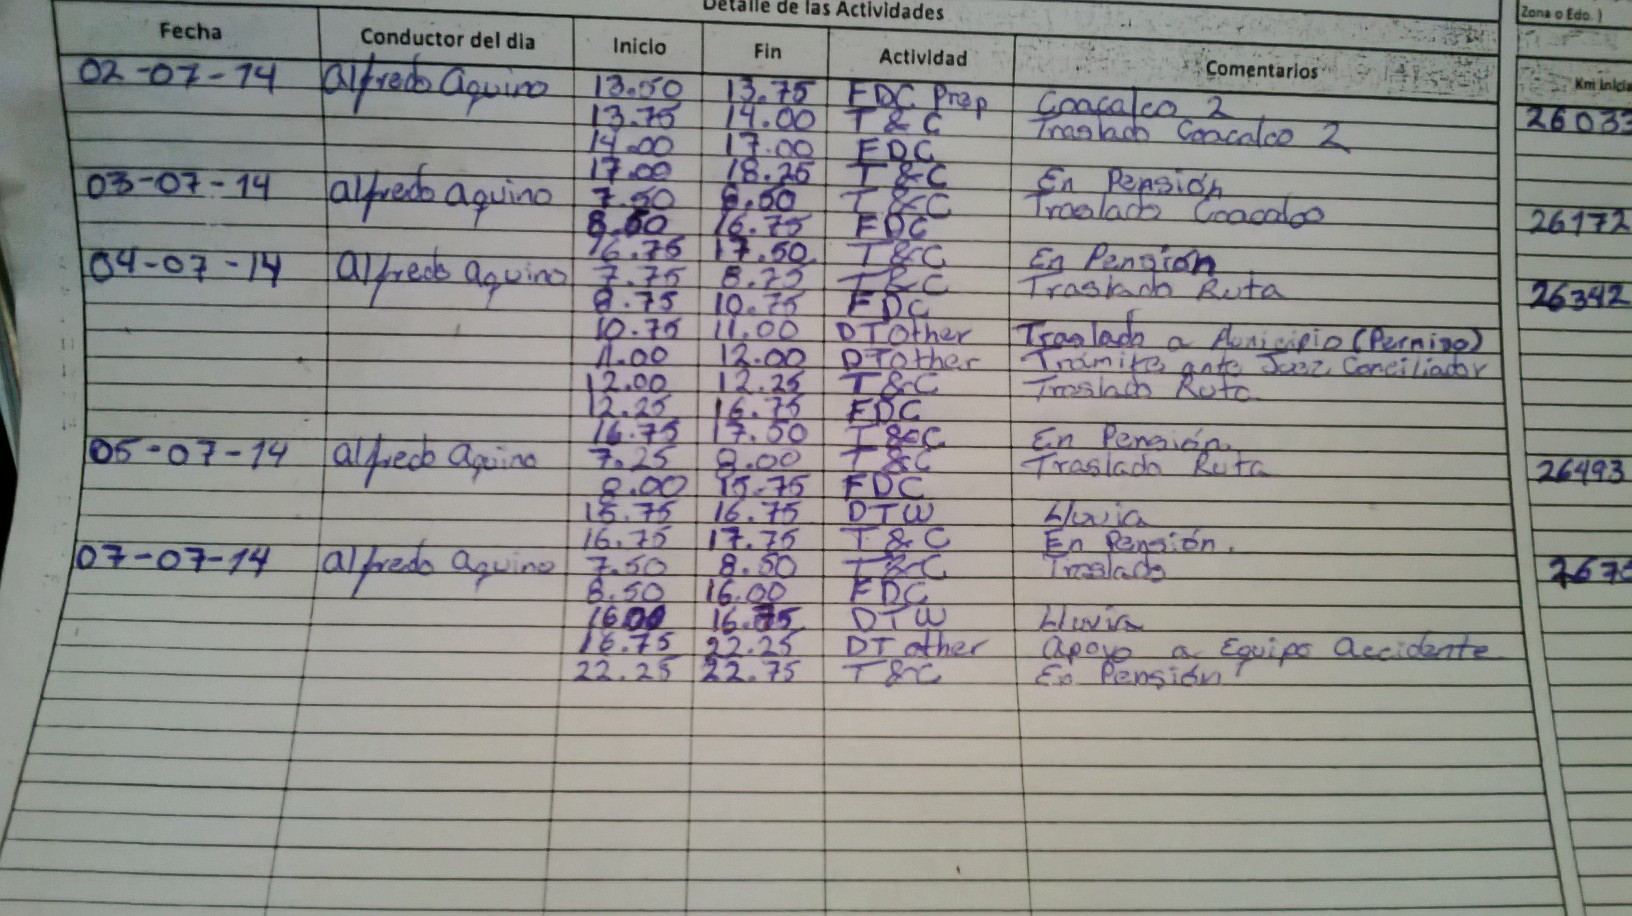 Detalle de las Actividades
Zona o Edo. )
Fecha Conductor del dia Inicio Fin Actividad Comentarios Km Inicia
02-07-14 Alfredo Aquino 13.50 13.75 FDC Prep Coacalco 2 26033
13.75 14.00 T & C Traslado Coacalco 2
14.00 17.00 FDC
17.00 18.25 T & C En Pensión
03-07-14 Alfredo Aquino 7.50 8.50 T & C Traslado Coacalco 26172
8.50 16.75 FDC
16.75 17.50 T & C En Pensión
04-07-14 Alfredo Aquino 7.75 8.75 T & C Traslado Ruta 26342
8.75 10.75 FDC
10.75 11.00 DT Other Traslado a Municipio (Permiso)
11.00 12.00 DT Other Tramite ante Juez Conciliador
12.00 12.25 T & C Traslado Ruta
12.25 16.75 FDC
16.75 17.50 T & C En Pensión.
05-07-14 Alfredo Aquino 7.25 8.00 T & C Traslado Ruta 26493
8.00 15.75 FDC
15.75 16.75 DTW Lluvia
16.75 17.75 T & C En Pensión.
07-07-14 Alfredo Aquino 7.50 8.50 T & C Traslado
8.50 16.00 FDC
16.00 16.75 DTW Lluvia
16.75 22.25 DT other Apoyo a Equipo Accidente
22.25 22.75 T & C En Pensión